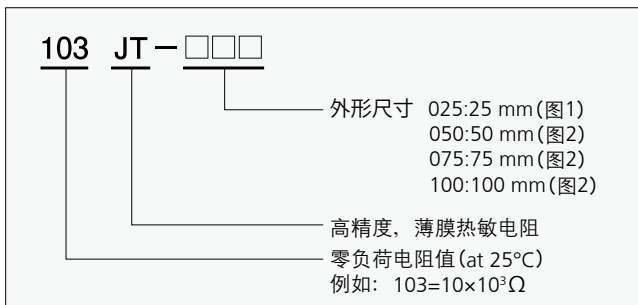 103 JT－□□□
外形尺寸 025:25 mm(图1)
050:50 mm(图2)
075:75 mm(图2)
100:100 mm(图2)
高精度，薄膜热敏电阻
零负荷电阻值(at 25°C)
例如：103=10×10³Ω